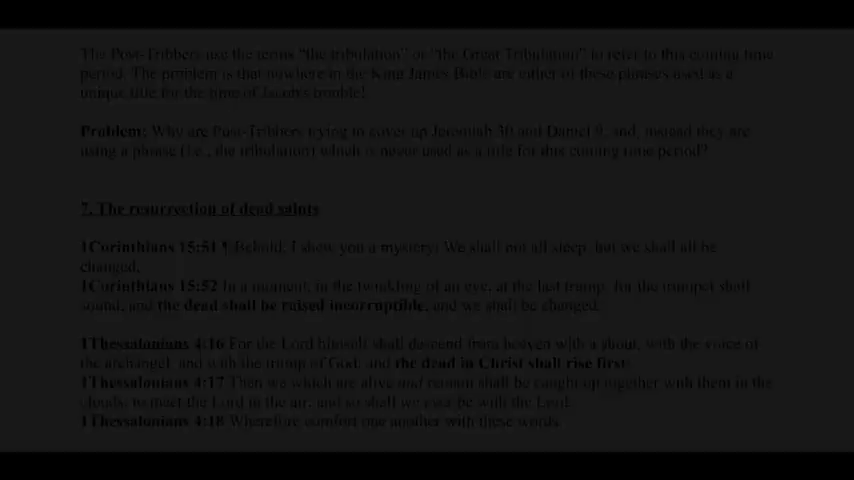 The Post-Tribbers use the terms "the tribulation" or "the Great Tribulation" to refer to this coming time
period. The problem is that nowhere in the King James Bible are either of these phrases used as a
unique title for the time of Jacob's trouble!
Problem: Why are Post-Tribbers trying to cover up Jeremiah 30 and Daniel 9, and, instead they are
using a phrase (i.e., the tribulation) which is never used as a title for this coming time period?
7. The resurrection of dead saints
1Corinthians 15:51 ¶ Behold, I shew you a mystery; We shall not all sleep, but we shall all be
changed,
1Corinthians 15:52 In a moment, in the twinkling of an eye, at the last trump: for the trumpet shall
sound, and the dead shall be raised incorruptible, and we shall be changed.
1Thessalonians 4:16 For the Lord himself shall descend from heaven with a shout, with the voice of
the archangel, and with the trump of God: and the dead in Christ shall rise first:
1Thessalonians 4:17 Then we which are alive and remain shall be caught up together with them in the
clouds, to meet the Lord in the air: and so shall we ever be with the Lord.
1Thessalonians 4:18 Wherefore comfort one another with these words.